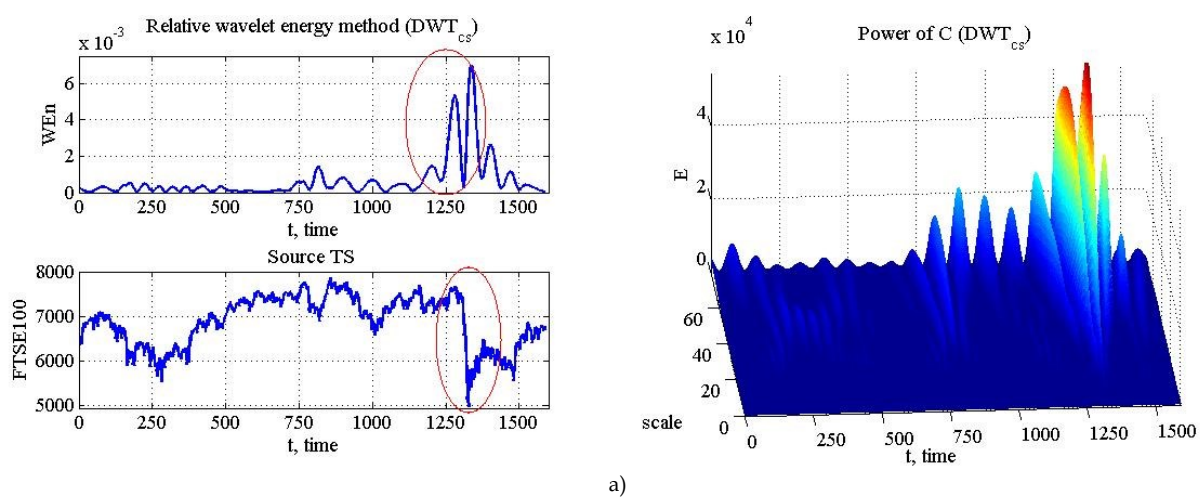 Relative wavelet energy method (DWTcs)
x 10-3
6
4
2
0
WEn
0 250 500 750 1000 1250 1500
t, time
Source TS
8000
7000
6000
5000
FTSE100
0 250 500 750 1000 1250 1500
t, time
Power of C (DWTcs)
x 10^4
4
2
0
E
60
40
20
0
scale
0 250 500 750 1000 1250 1500
t, time
a)